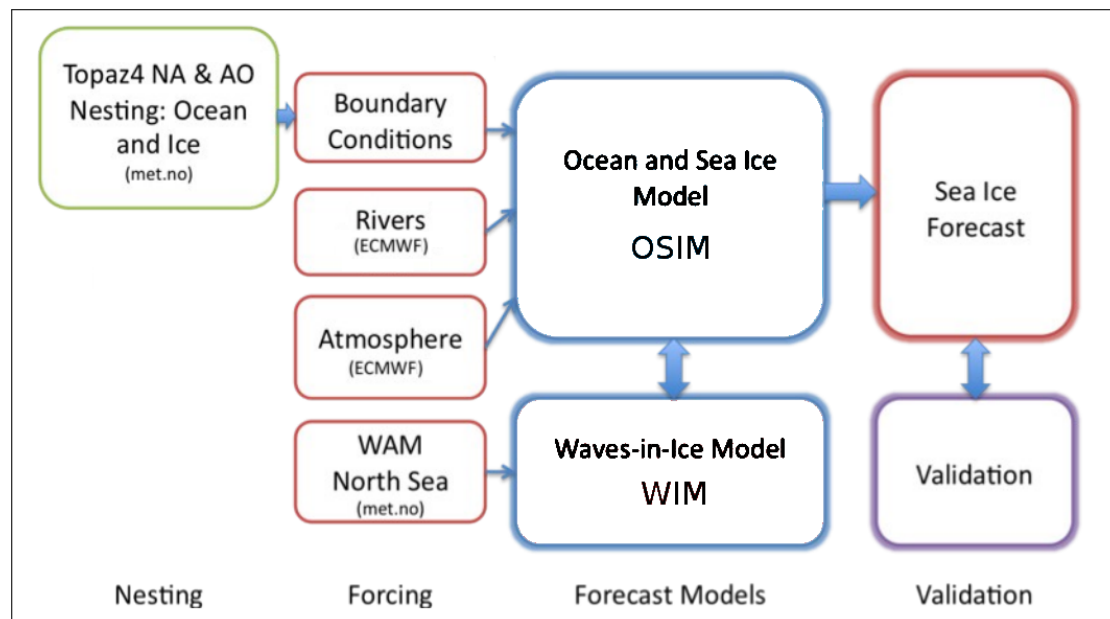 Topaz4 NA & AO
Nesting: Ocean
and Ice
(met.no)
Boundary
Conditions
Rivers
(ECMWF)
Atmosphere
(ECMWF)
WAM
North Sea
(met.no)
Ocean and Sea Ice
Model
OSIM
Waves-in-Ice Model
WIM
Sea Ice
Forecast
Validation
Nesting
Forcing
Forecast Models
Validation